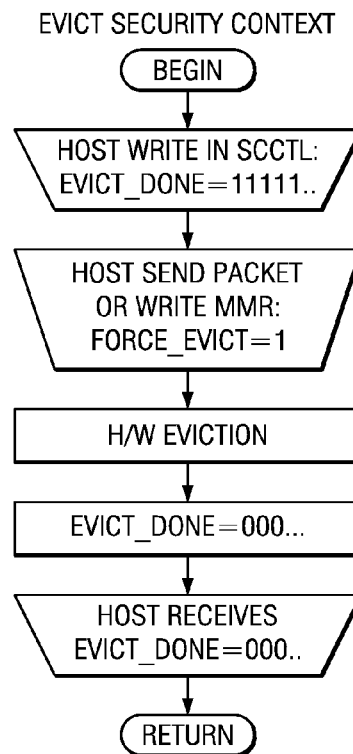 EVICT SECURITY CONTEXT
BEGIN
HOST WRITE IN SCCTL:
EVICT_DONE=11111..
HOST SEND PACKET
OR WRITE MMR:
FORCE_EVICT=1
H/W EVICTION
EVICT_DONE=000...
HOST RECEIVES
EVICT_DONE=000..
RETURN